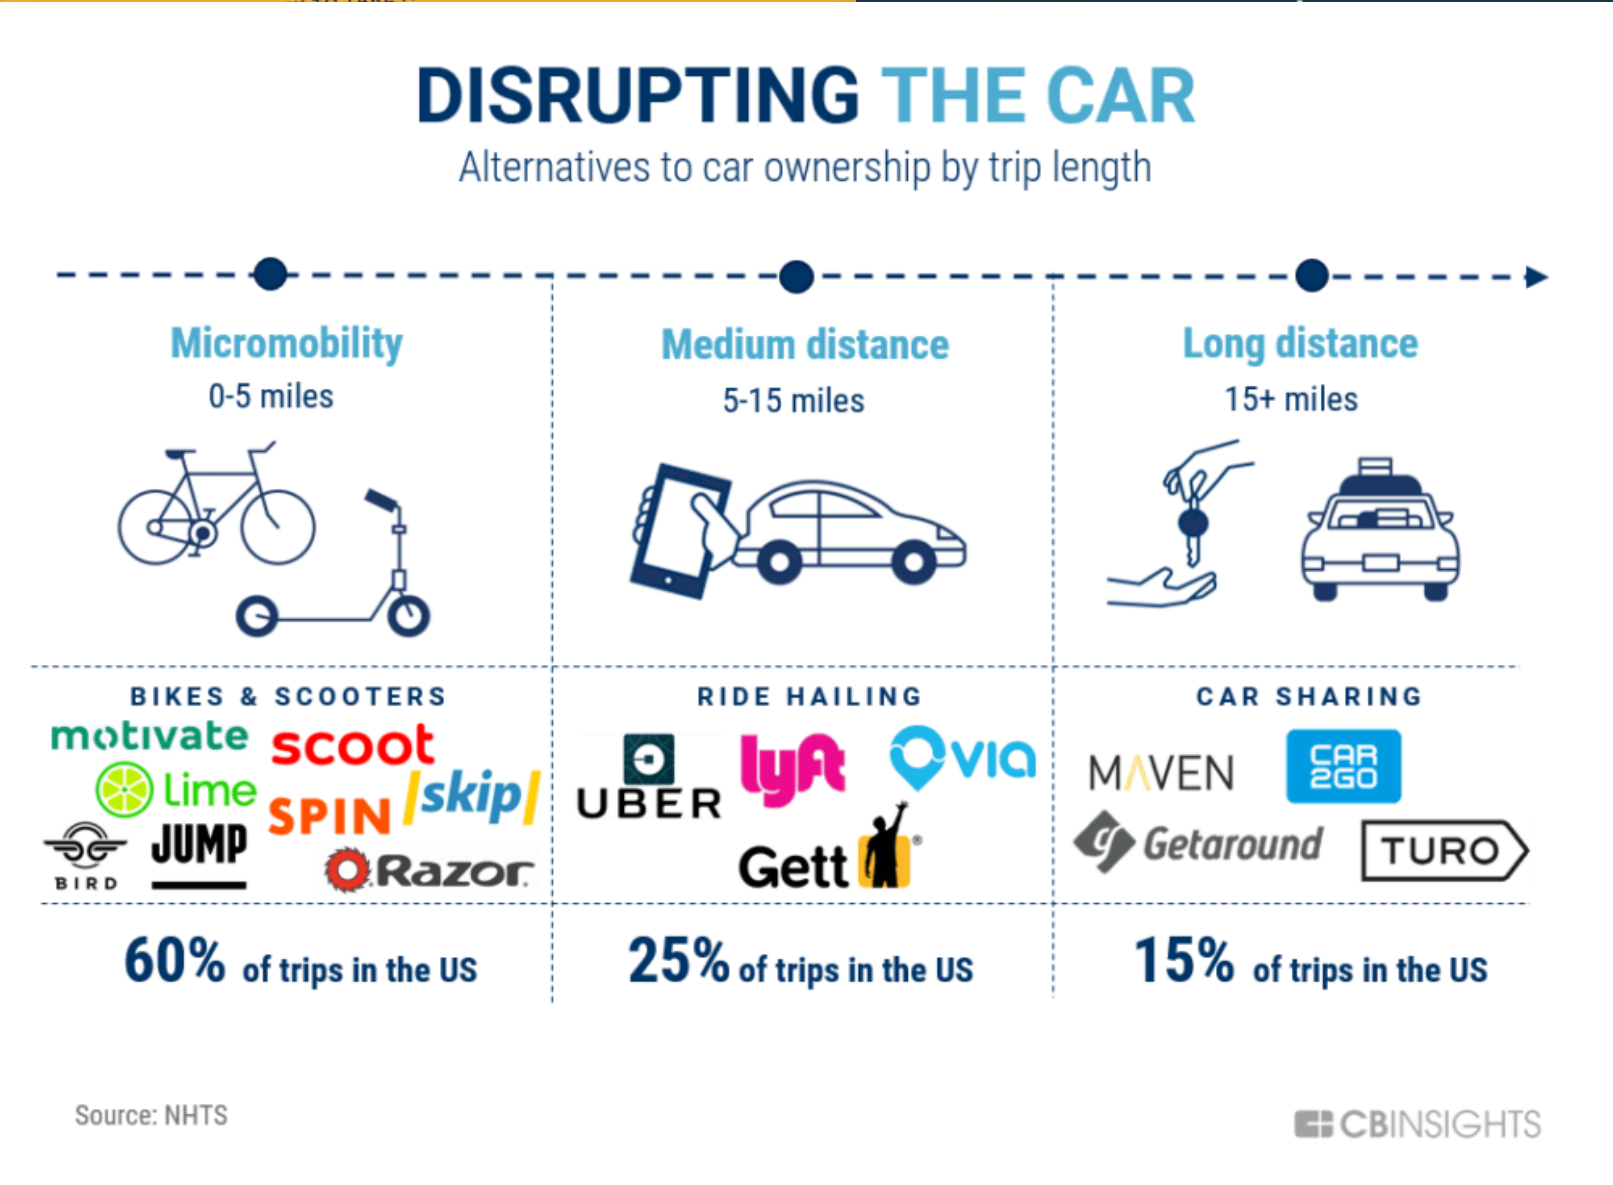 DISRUPTING THE CAR
Alternatives to car ownership by trip length
Micromobility
0-5 miles
Medium distance
5-15 miles
Long distance
15+ miles
BIKES & SCOOTERS
motivate
scoot
Lime
SPIN
/skip/
BIRD
JUMP
Razor.
RIDE HAILING
UBER
lyft
via
Gett®
CAR SHARING
MAVEN
CAR
2GO
Getaround
TURO
60% of trips in the US
25% of trips in the US
15% of trips in the US
Source: NHTS
CBINSIGHTS